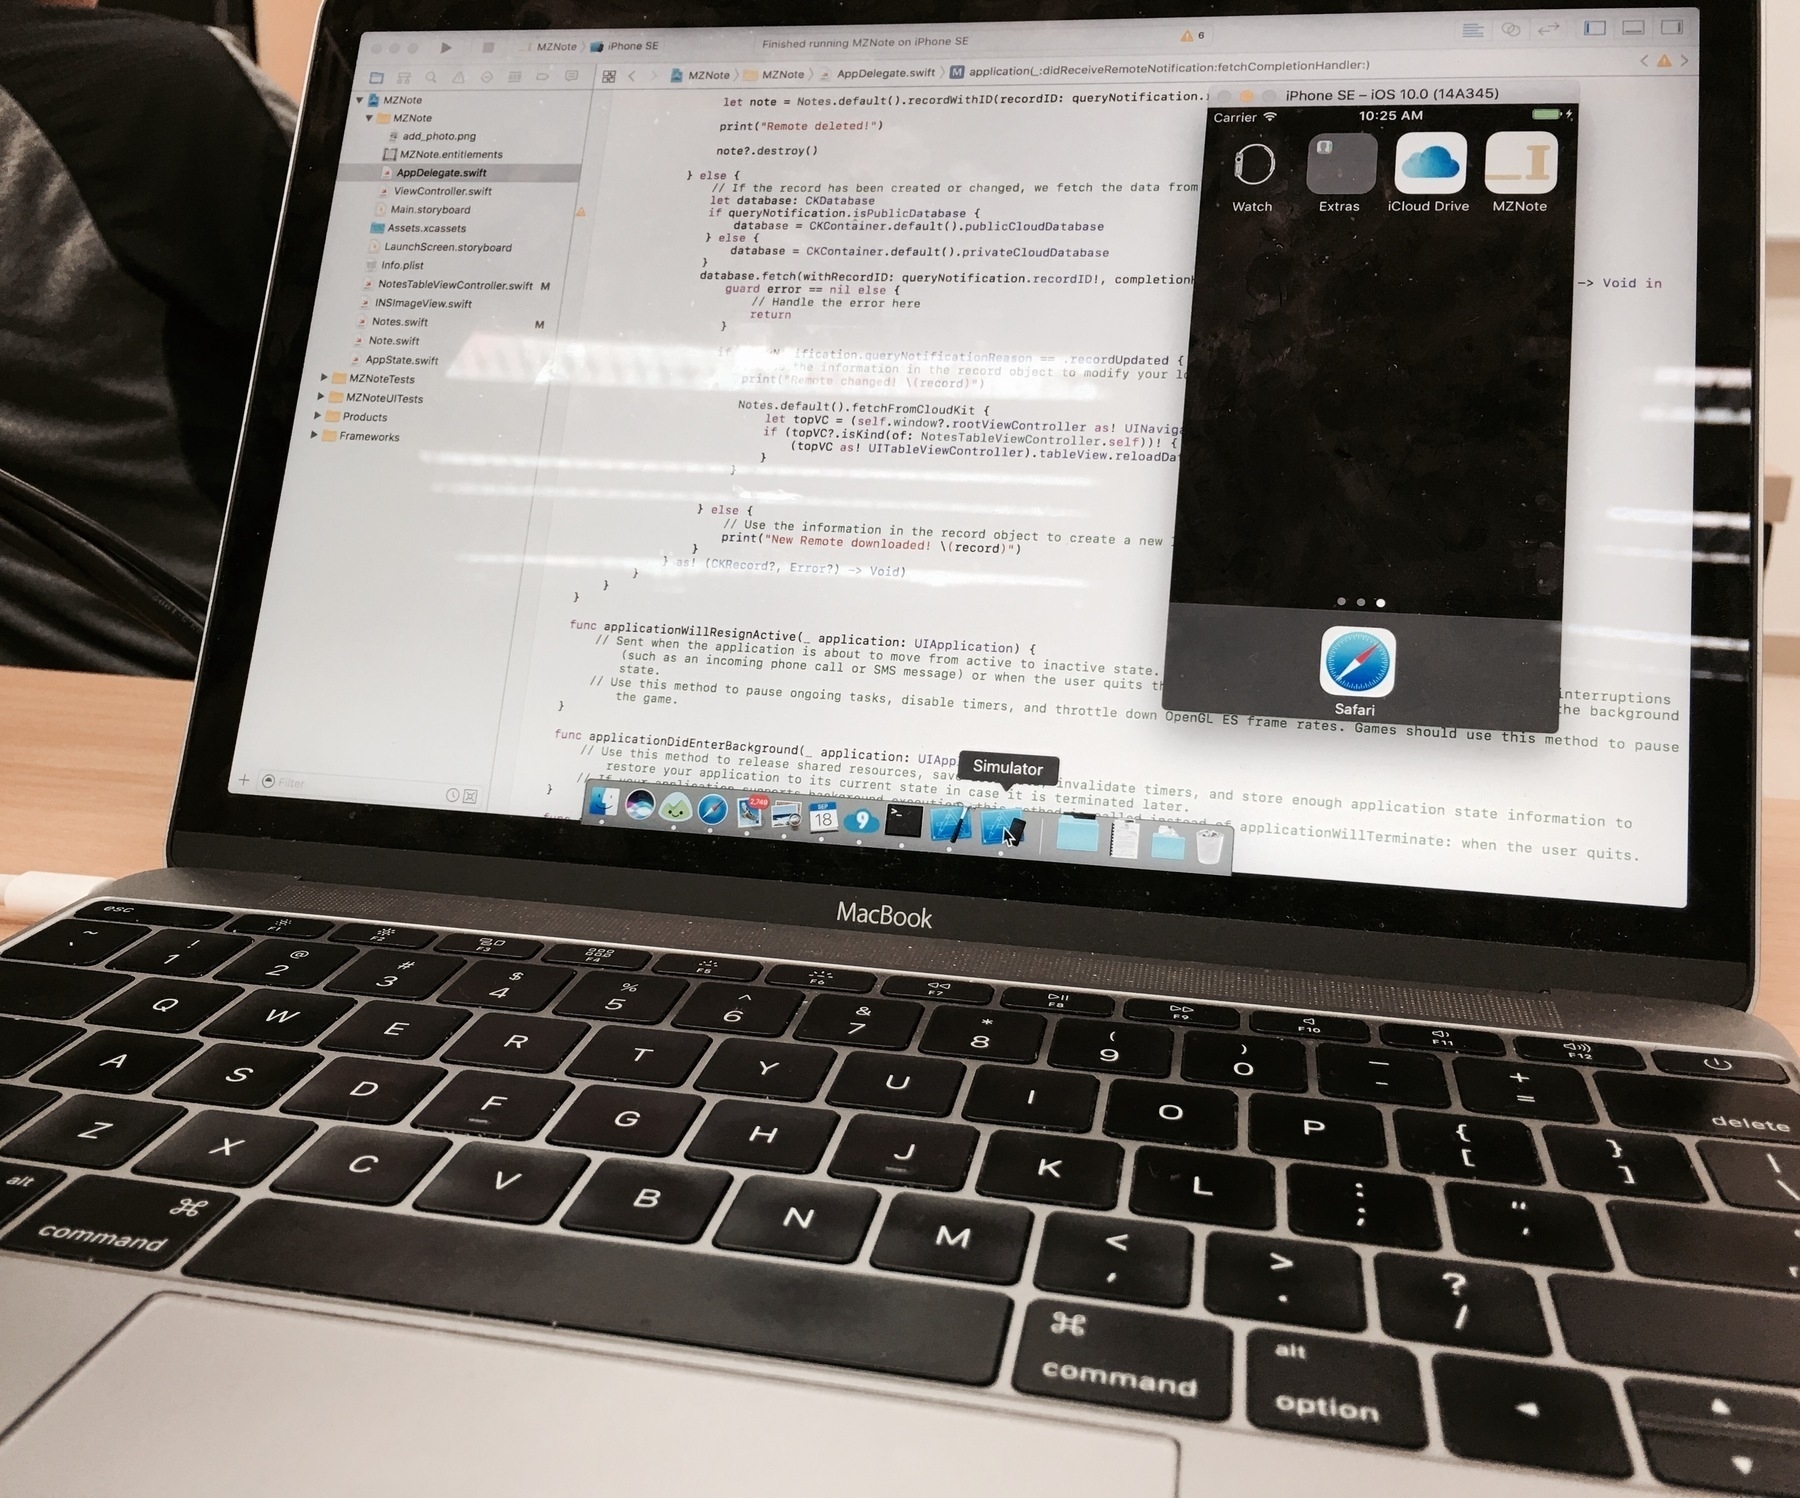 MZNote 〉 iPhone SE
Finished running MZNote on iPhone SE
6
MZNote 〉 MZNote 〉 AppDelegate.swift 〉 M application(_:didReceiveRemoteNotification:fetchCompletionHandler:)
MZNote
MZNote
add_photo.png
MZNote.entitlements
AppDelegate.swift
ViewController.swift
Main.storyboard
Assets.xcassets
LaunchScreen.storyboard
Info.plist
NotesTableViewController.swift M
INSImageView.swift
Notes.swift M
Note.swift
AppState.swift
MZNoteTests
MZNoteUITests
Products
Frameworks
Filter
let note = Notes.default().recordWithID(recordID: queryNotification.
print("Remote deleted!")
note?.destroy()
} else {
// If the record has been created or changed, we fetch the data from
let database: CKDatabase
if queryNotification.isPublicDatabase {
database = CKContainer.default().publicCloudDatabase
} else {
database = CKContainer.default().privateCloudDatabase
}
database.fetch(withRecordID: queryNotification.recordID!, completionH
-> Void in
guard error == nil else {
// Handle the error here
return
}
if ification.queryNotificationReason == .recordUpdated {
the information in the record object to modify your lo
print("Remote changed! \(record)")
Notes.default().fetchFromCloudKit {
let topVC = (self.window?.rootViewController as! UINaviga
if (topVC?.isKind(of: NotesTableViewController.self))! {
(topVC as! UITableViewController).tableView.reloadDa
}
}
} else {
// Use the information in the record object to create a new
print("New Remote downloaded! \(record)")
}
} as! (CKRecord?, Error?) -> Void)
}
}
}
func applicationWillResignActive(_ application: UIApplication) {
// Sent when the application is about to move from active to inactive state.
interruptions
(such as an incoming phone call or SMS message) or when the user quits th
the background
state.
// Use this method to pause ongoing tasks, disable timers, and throttle down OpenGL ES frame rates. Games should use this method to pause
the game.
}
func applicationDidEnterBackground(_ application: UIApp
// Use this method to release shared resources, save invalidate timers, and store enough application state information to
restore your application to its current state in case it is terminated later.
// If your application supports background execution, this method is called instead of applicationWillTerminate: when the user quits.
}
iPhone SE – iOS 10.0 (14A345)
Carrier 10:25 AM
Watch
Extras
iCloud Drive
MZNote
Safari
Simulator
2,749
SEP
18
9
MacBook
esc F1 F2 F3 F4 F5 F6 F7 F8 F9 F10 F11 F12
~ ` ! 1 @ 2 # 3 $ 4 % 5 ^ 6 & 7 * 8 ( 9 ) 0 — - + = delete
Q W E R T Y U I O P { [ } ] | \
A S D F G H J K L : ; " '
Z X C V B N M < , > . ? /
alt ⌘ command ⌘ command alt option ◀ ▲ ▼